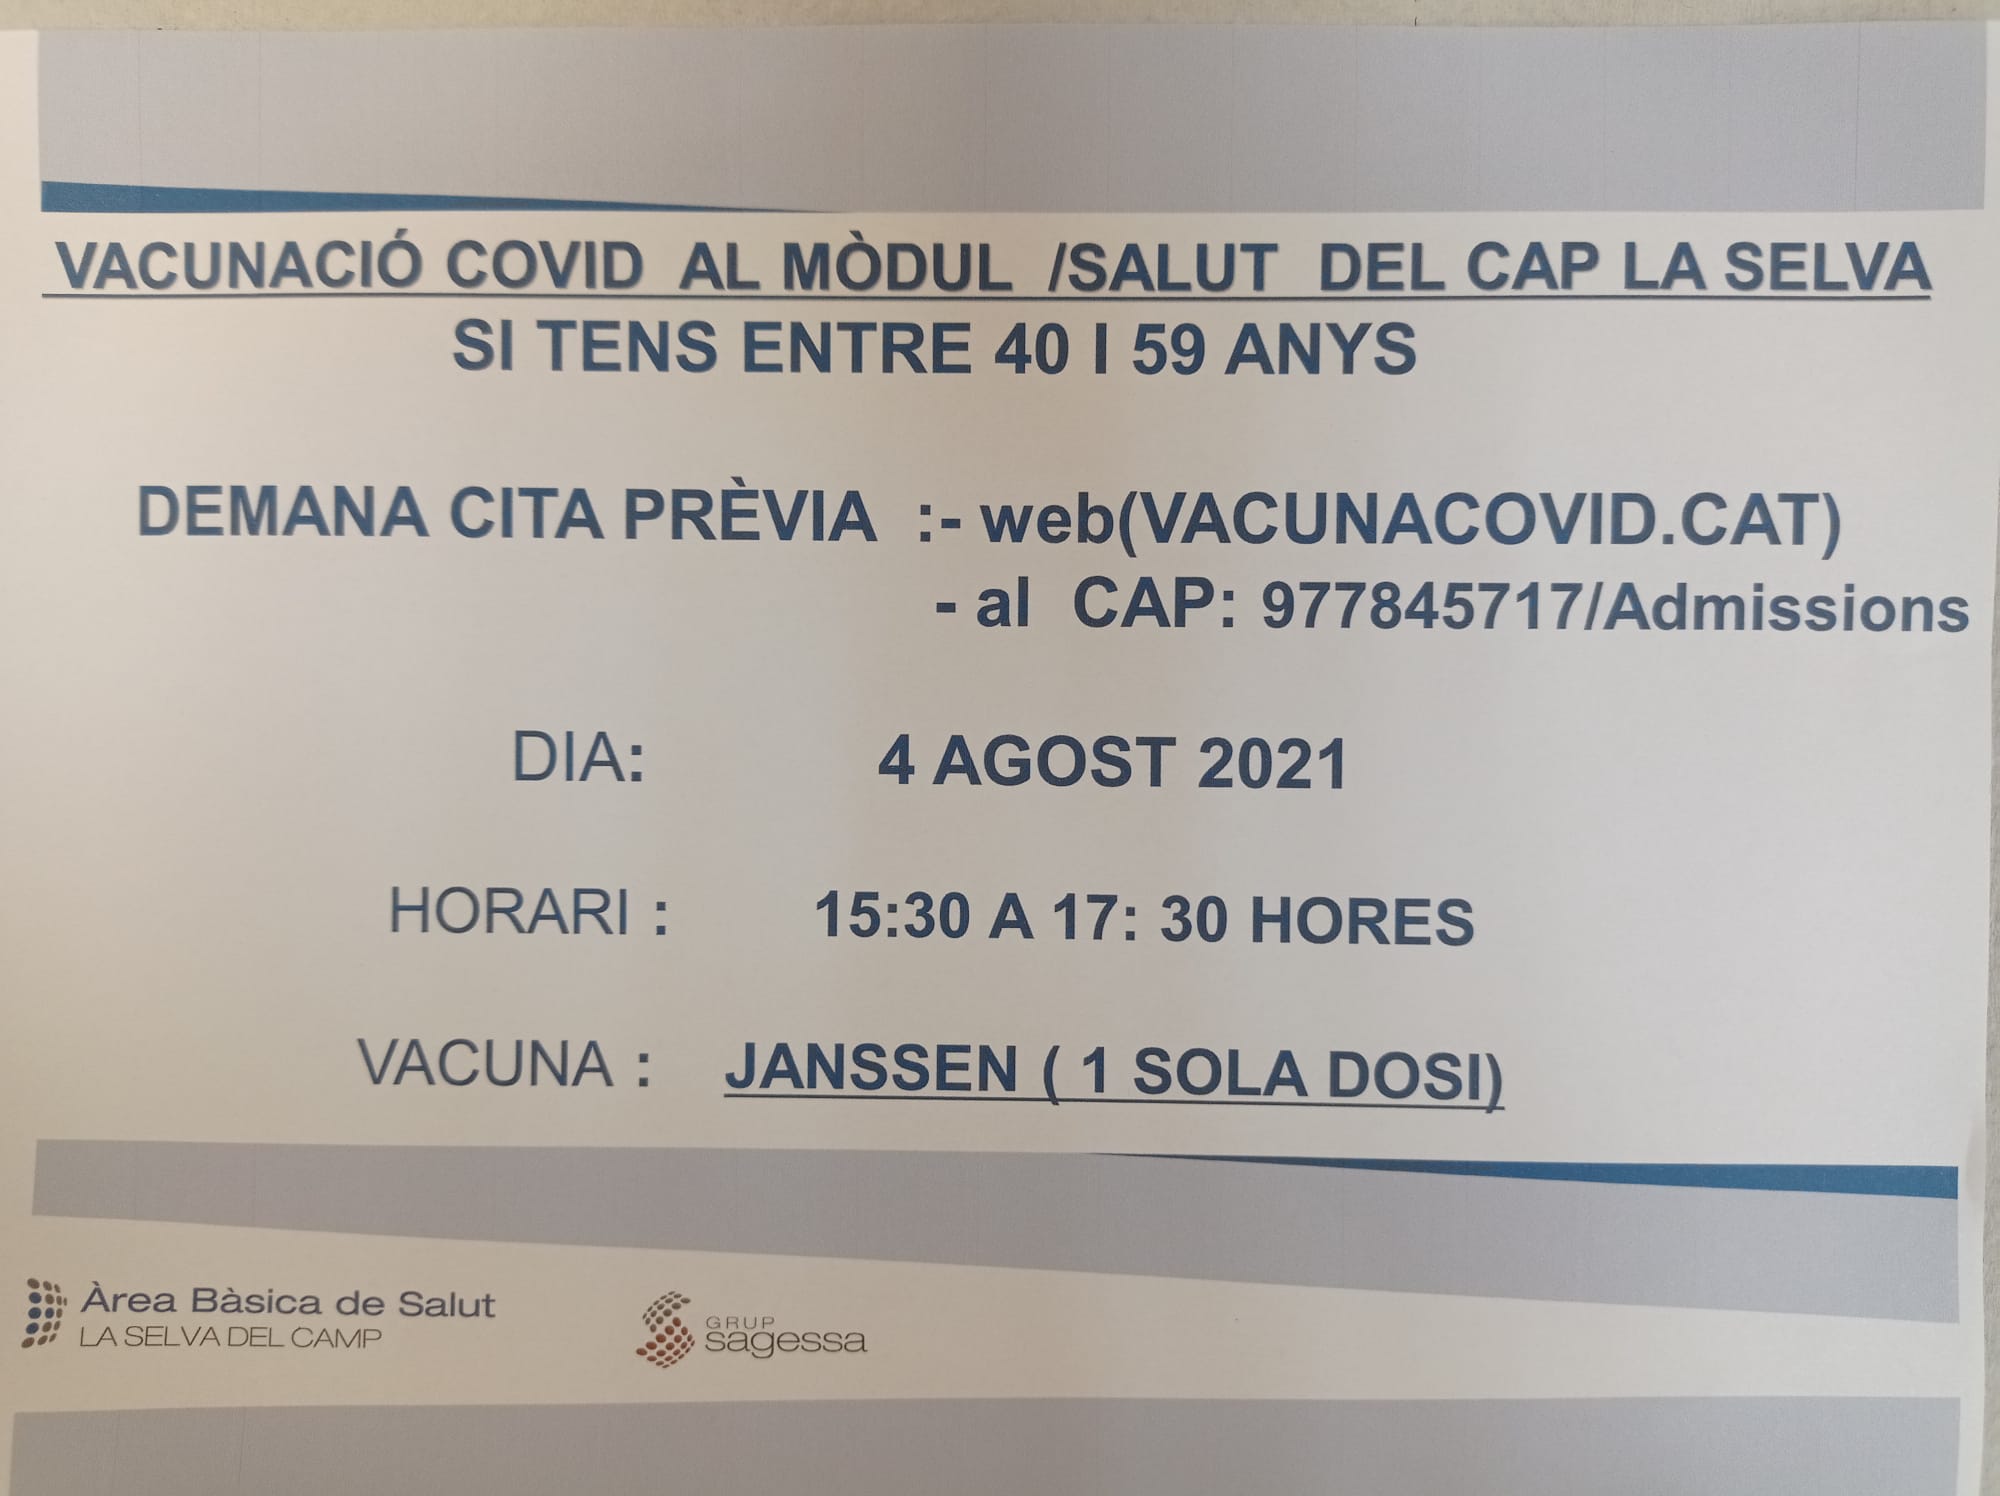 VACUNACIÓ COVID AL MÒDUL /SALUT DEL CAP LA SELVA
SI TENS ENTRE 40 I 59 ANYS
DEMANA CITA PRÈVIA :- web(VACUNACOVID.CAT)
- al CAP: 977845717/Admissions
DIA: 4 AGOST 2021
HORARI : 15:30 A 17: 30 HORES
VACUNA : JANSSEN ( 1 SOLA DOSI)
Àrea Bàsica de Salut
LA SELVA DEL CAMP
GRUP
sagessa